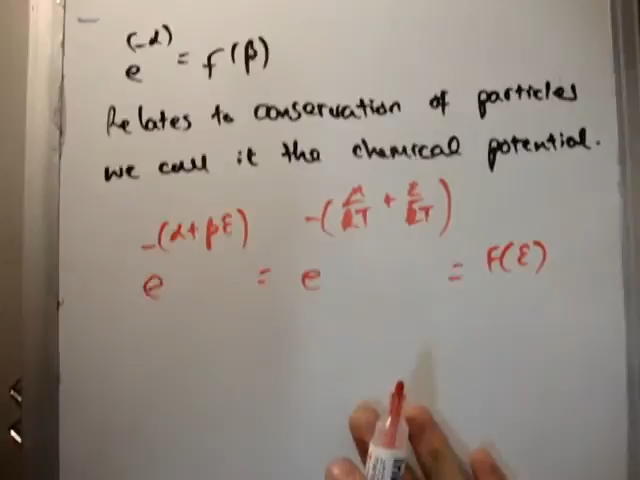 e^(-α) = f(β)
Relates to conservation of particles
we call it the chemical potential.
e^-(α+βε) = e^-(μ/kT + ε/kT) = F(ε)